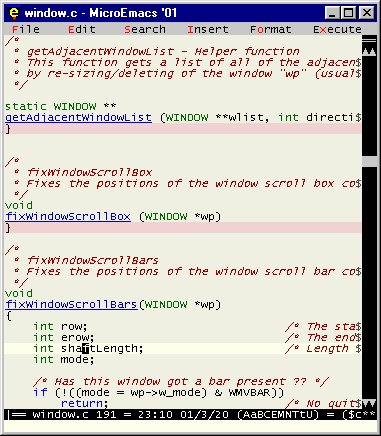 window.c - MicroEmacs '01
File Edit Search Insert Format Execute
/*
 * getAdjacentWindowList - Helper function
 * This function gets a list of all of the adjacen$
 * by re-sizing/deleting of the window "wp" (usual$
 */
static WINDOW **
getAdjacentWindowList (WINDOW **wlist, int directi$
}
/*
 * fixWindowScrollBox
 * Fixes the positions of the window scroll box co$
 */
void
fixWindowScrollBox (WINDOW *wp)
}
/*
 * fixWindowScrollBars
 * Fixes the positions of the window scroll bar co$
 */
void
fixWindowScrollBars(WINDOW *wp)
{
    int row;                         /* The sta$
    int erow;                        /* The end$
    int shaftLength;                 /* Length $
    int mode;
    /* Has this window got a bar present ?? */
    if (!((mode = wp->w_mode) & WMVBAR))
        return;                      /* No quit$
|== window.c 191 = 23:10 01/3/20 (AaBCEMNTtU) = ($c**$